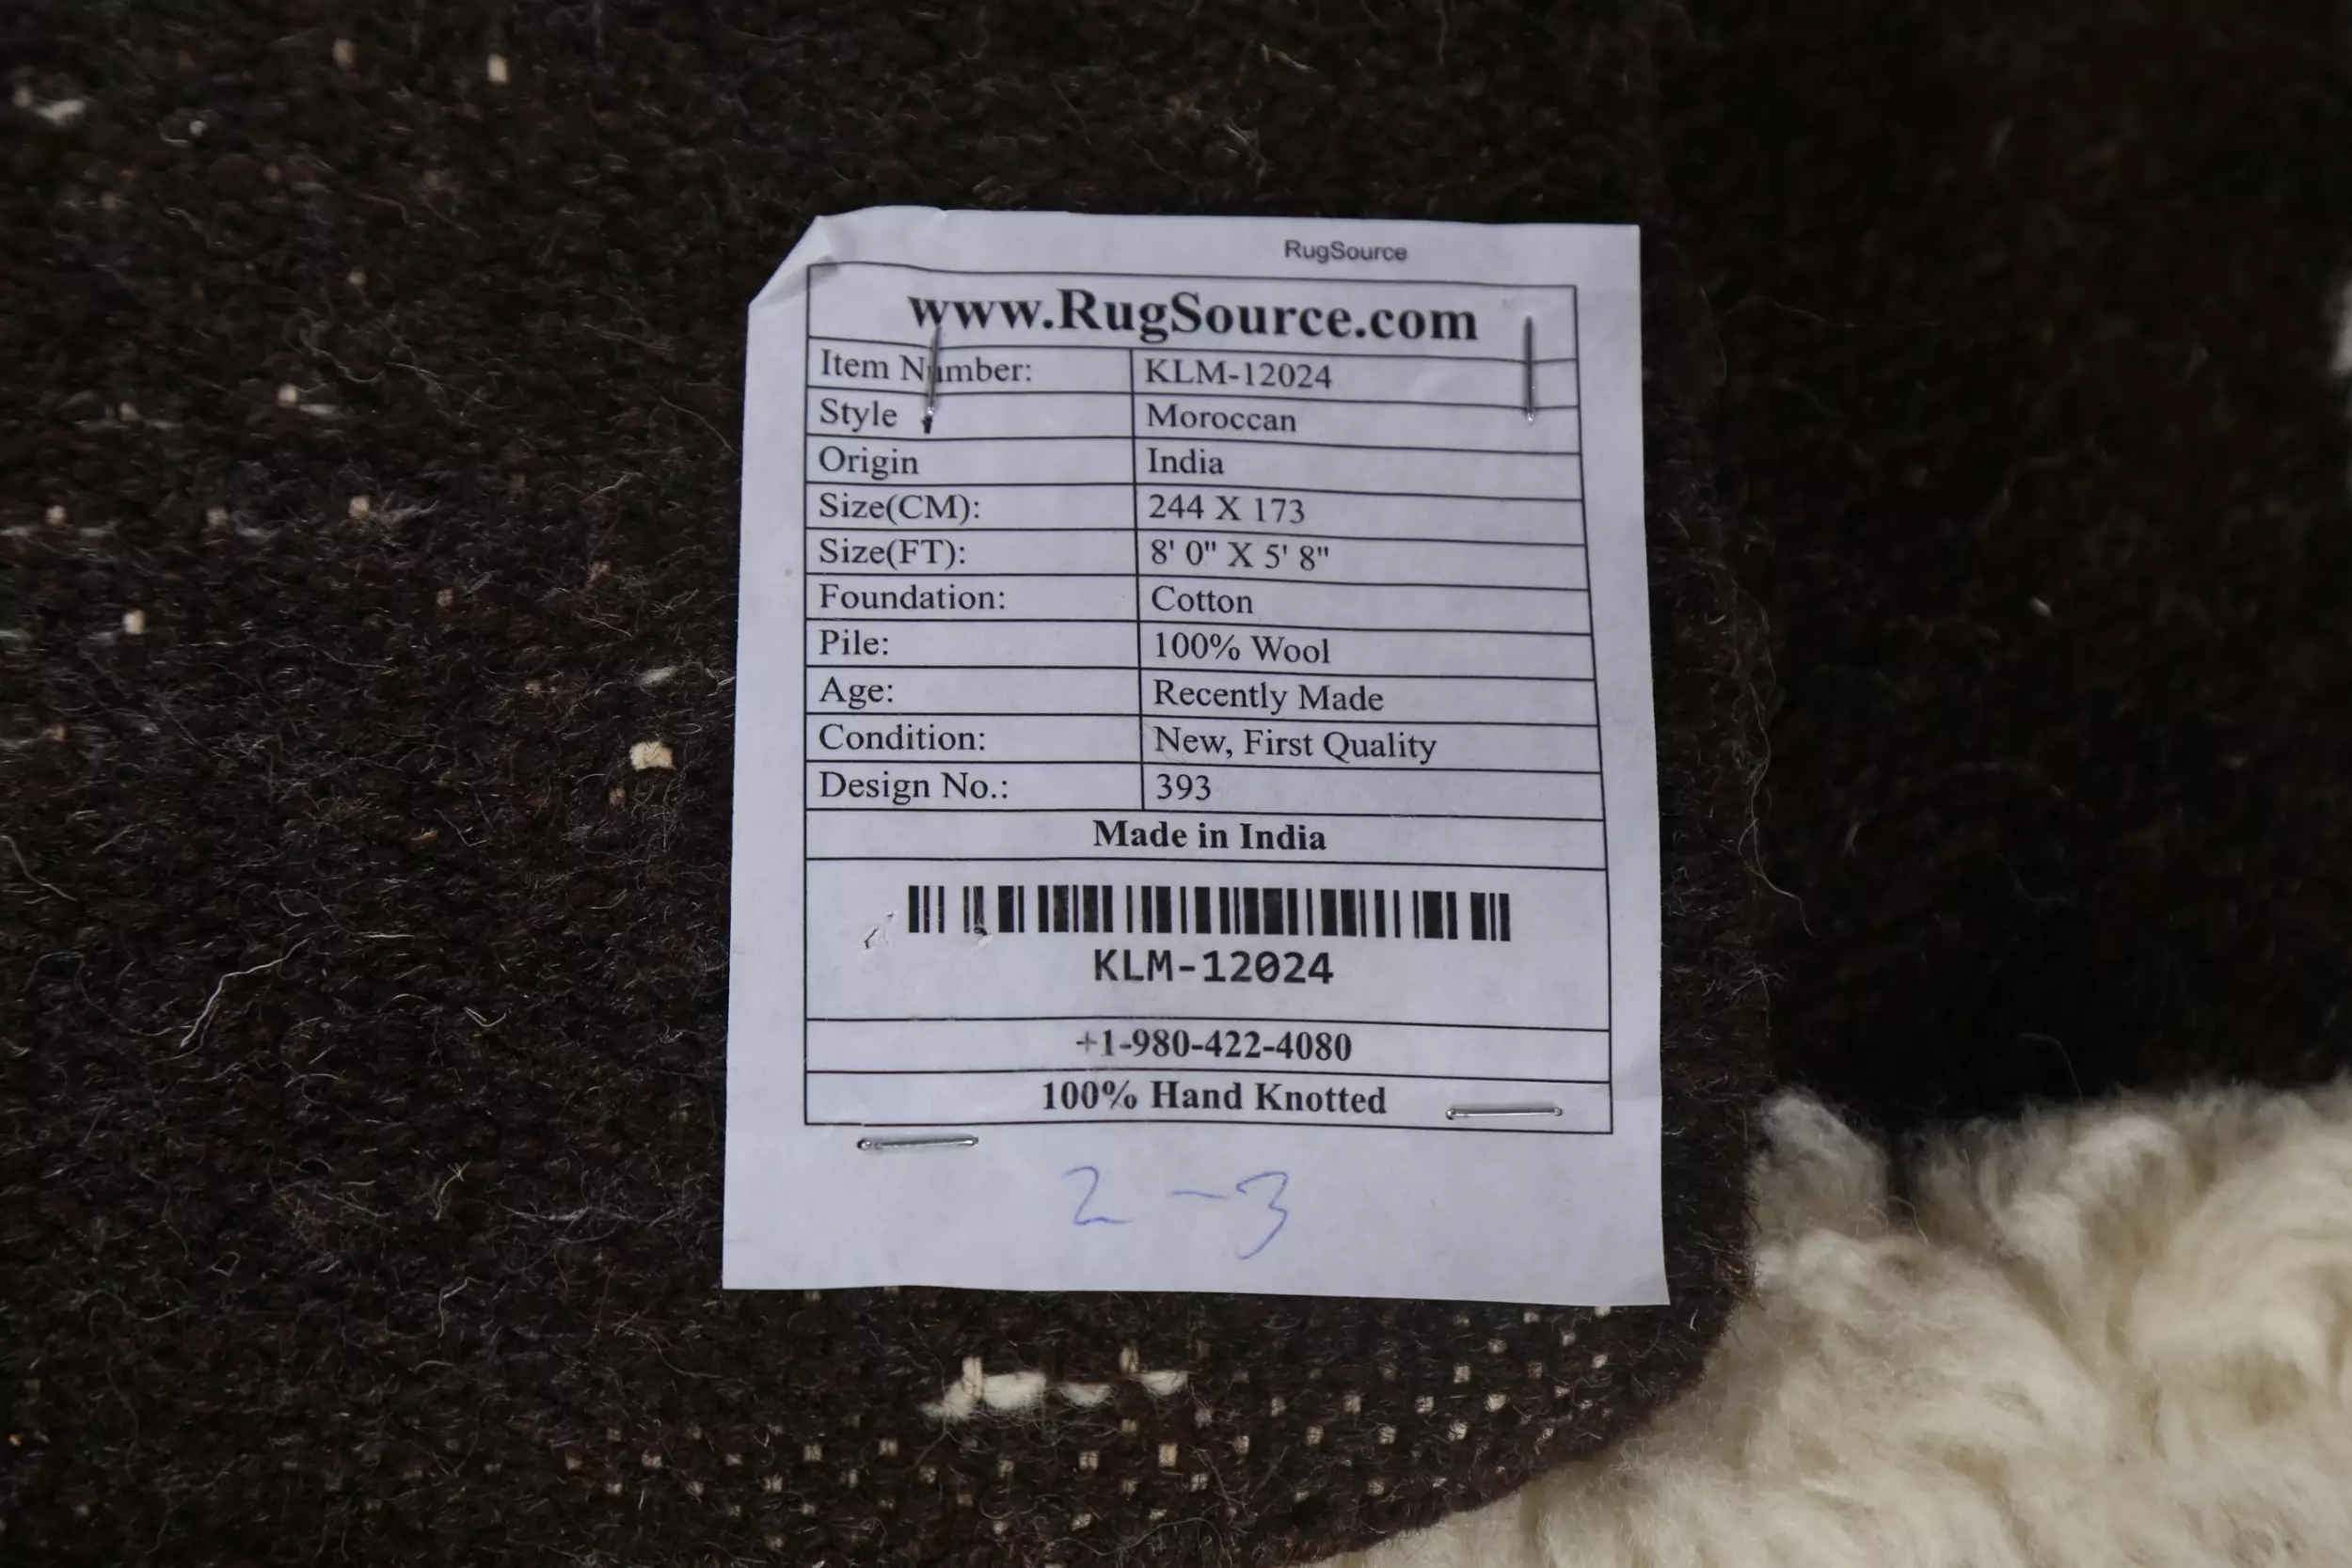 RugSource
www.RugSource.com
Item Number: KLM-12024
Style Moroccan
Origin India
Size(CM): 244 X 173
Size(FT): 8' 0" X 5' 8"
Foundation: Cotton
Pile: 100% Wool
Age: Recently Made
Condition: New, First Quality
Design No.: 393
Made in India
KLM-12024
+1-980-422-4080
100% Hand Knotted
2-3